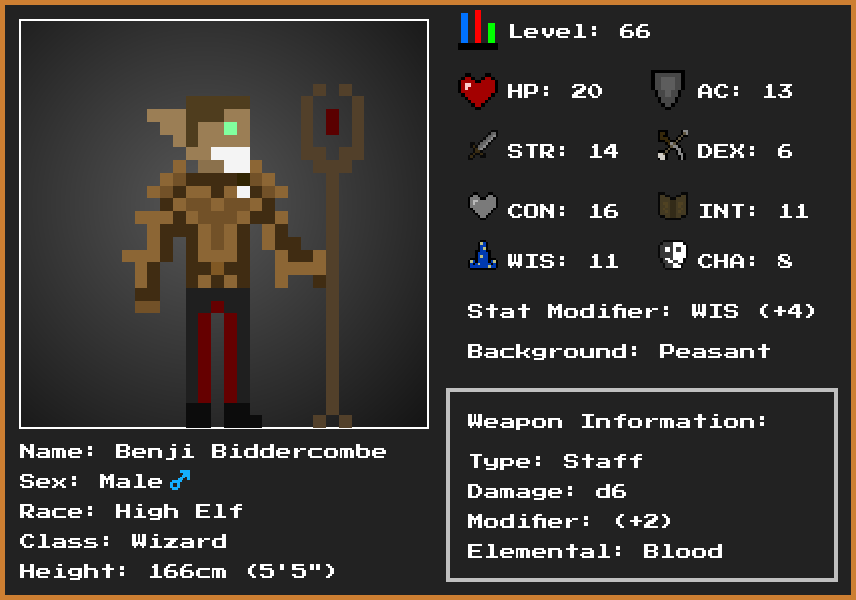 Level: 66
HP: 20
AC: 13
STR: 14
DEX: 6
CON: 16
INT: 11
WIS: 11
CHA: 8
Stat Modifier: WIS (+4)
Background: Peasant
Weapon Information:
Type: Staff
Damage: d6
Modifier: (+2)
Elemental: Blood
Name: Benji Biddercombe
Sex: Male♂
Race: High Elf
Class: Wizard
Height: 166cm (5'5")